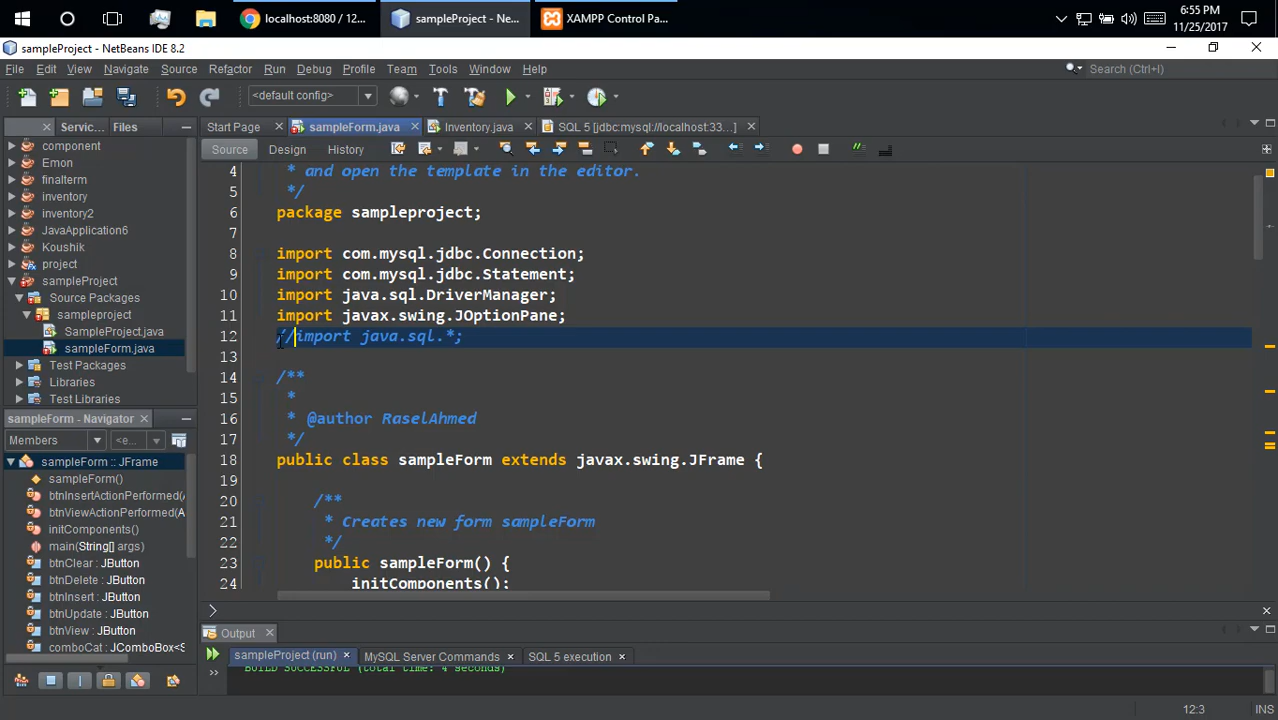 localhost:8080 / 12...
sampleProject - Ne...
XAMPP Control Pa...
6:55 PM
11/25/2017
sampleProject - NetBeans IDE 8.2
File Edit View Navigate Source Refactor Run Debug Profile Team Tools Window Help
Search (Ctrl+I)
<default config>
Servic... Files
Start Page sampleForm.java Inventory.java SQL 5 [jdbc:mysql://localhost:33...]
Source Design History
component
Emon
finalterm
inventory
inventory2
JavaApplication6
Koushik
project
sampleProject
Source Packages
sampleproject
SampleProject.java
sampleForm.java
Test Packages
Libraries
Test Libraries
4 * and open the template in the editor.
5 */
6 package sampleproject;
7
8 import com.mysql.jdbc.Connection;
9 import com.mysql.jdbc.Statement;
10 import java.sql.DriverManager;
11 import javax.swing.JOptionPane;
12 //import java.sql.*;
13
14 /**
15 *
16 * @author RaselAhmed
17 */
18 public class sampleForm extends javax.swing.JFrame {
19
20 /**
21 * Creates new form sampleForm
22 */
23 public sampleForm() {
24 initComponents();
sampleForm - Navigator
Members <e...
sampleForm :: JFrame
sampleForm()
btnInsertActionPerformed(A
btnViewActionPerformed(A
initComponents()
main(String[] args)
btnClear : JButton
btnDelete : JButton
btnInsert : JButton
btnUpdate : JButton
btnView : JButton
comboCat : JComboBox<S
Output
sampleProject (run) MySQL Server Commands SQL 5 execution
BUILD SUCCESSFUL (total time: 4 seconds)
12:3 INS